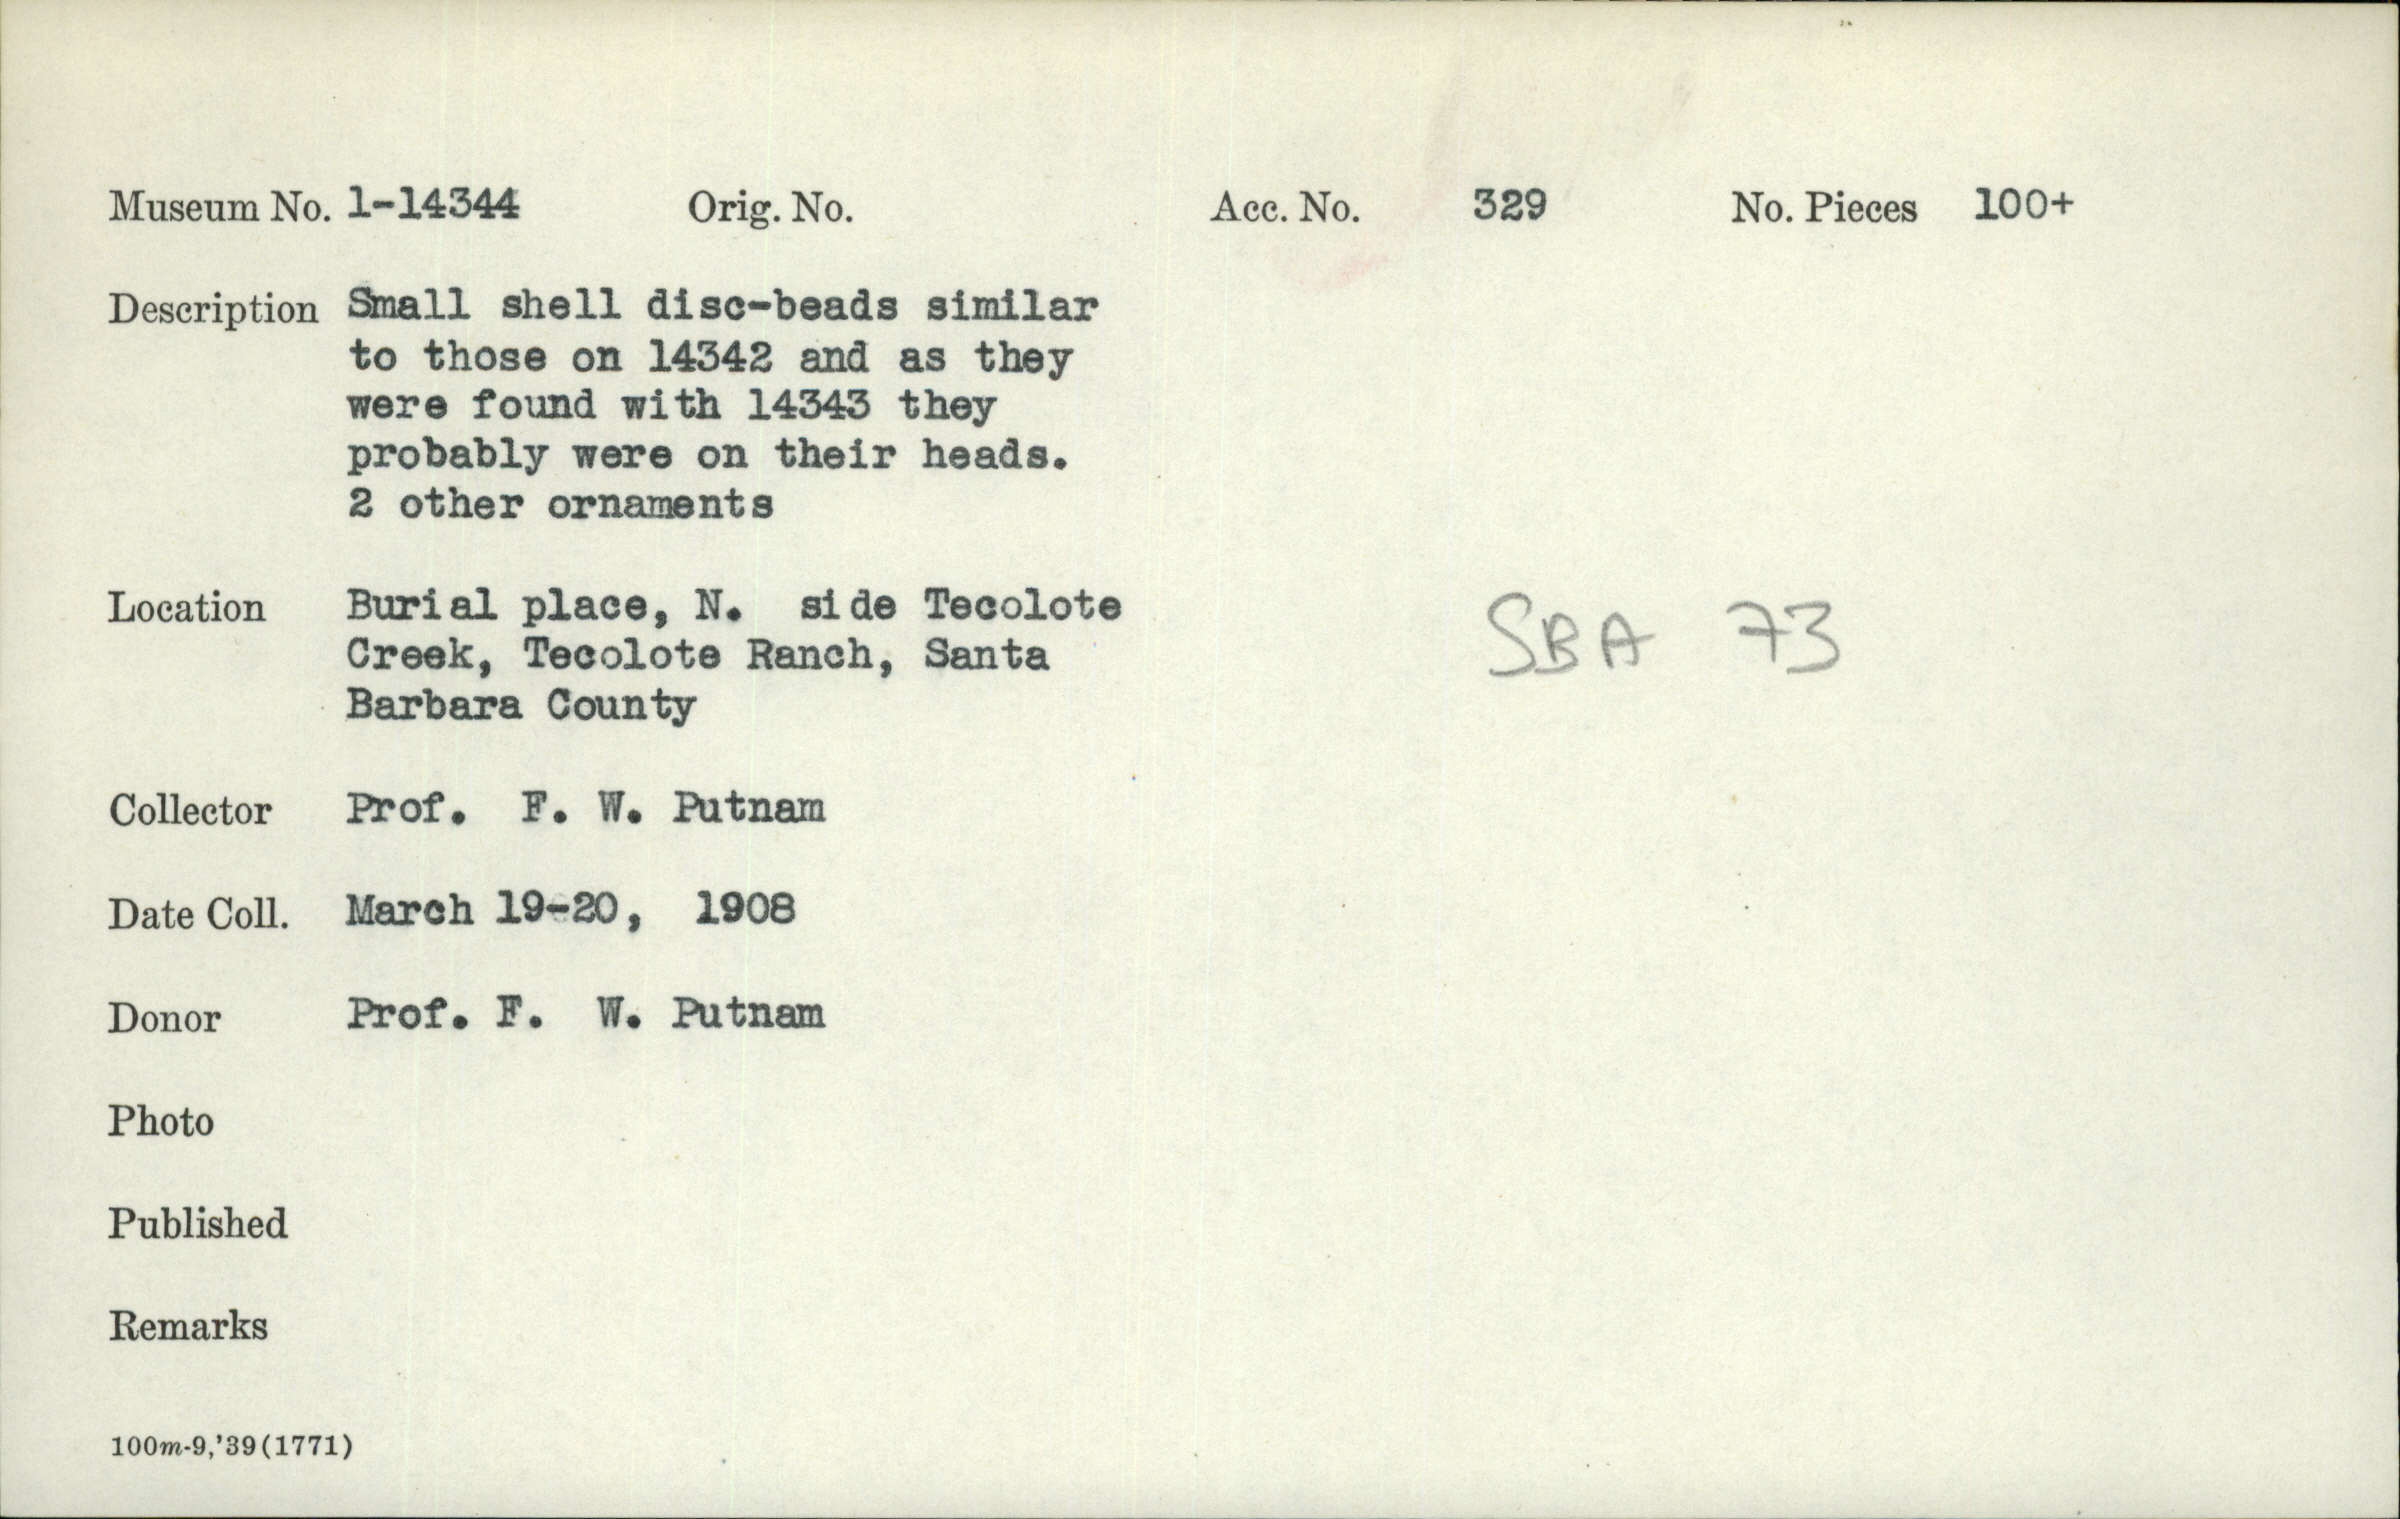 Museum No. 1-14344 Orig. No. Acc. No. 329 No. Pieces 100+
Description Small shell disc-beads similar
to those on 14342 and as they
were found with 14343 they
probably were on their heads.
2 other ornaments
Location Burial place, N. side Tecolote
Creek, Tecolote Ranch, Santa
Barbara County
SBA 73
Collector Prof. F. W. Putnam
Date Coll. March 19-20, 1908
Donor Prof. F. W. Putnam
Photo
Published
Remarks
100m-9,'39(1771)